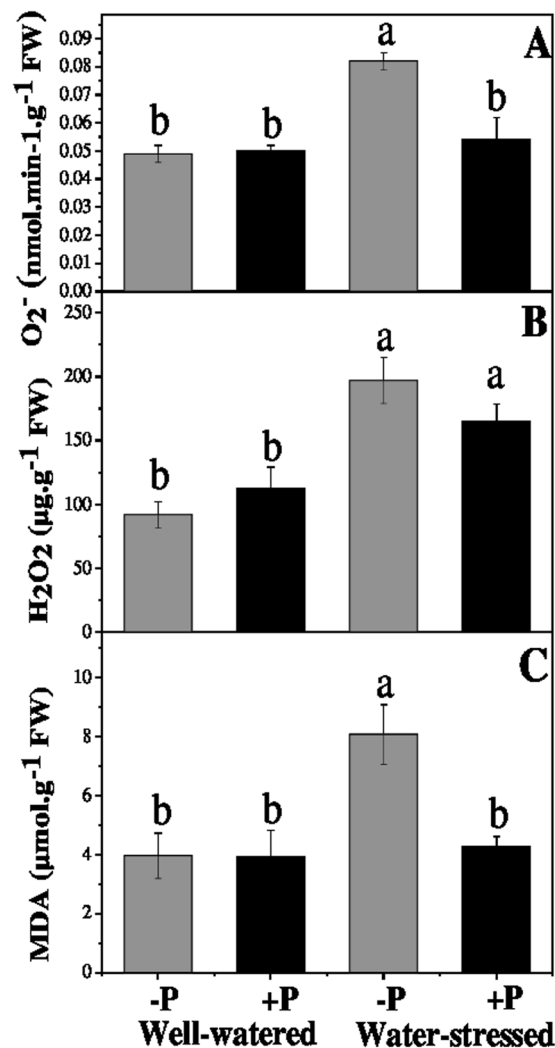 A
O2- (nmol.min-1.g-1 FW)
0.09
0.08
0.07
0.06
0.05
0.04
0.03
0.02
0.01
0.00
b b a b
B
H2O2 (µg.g-1 FW)
250
200
150
100
50
0
b b a a
C
MDA (µmol.g-1 FW)
10
8
6
4
2
0
b b a b
-P +P -P +P
Well-watered Water-stressed